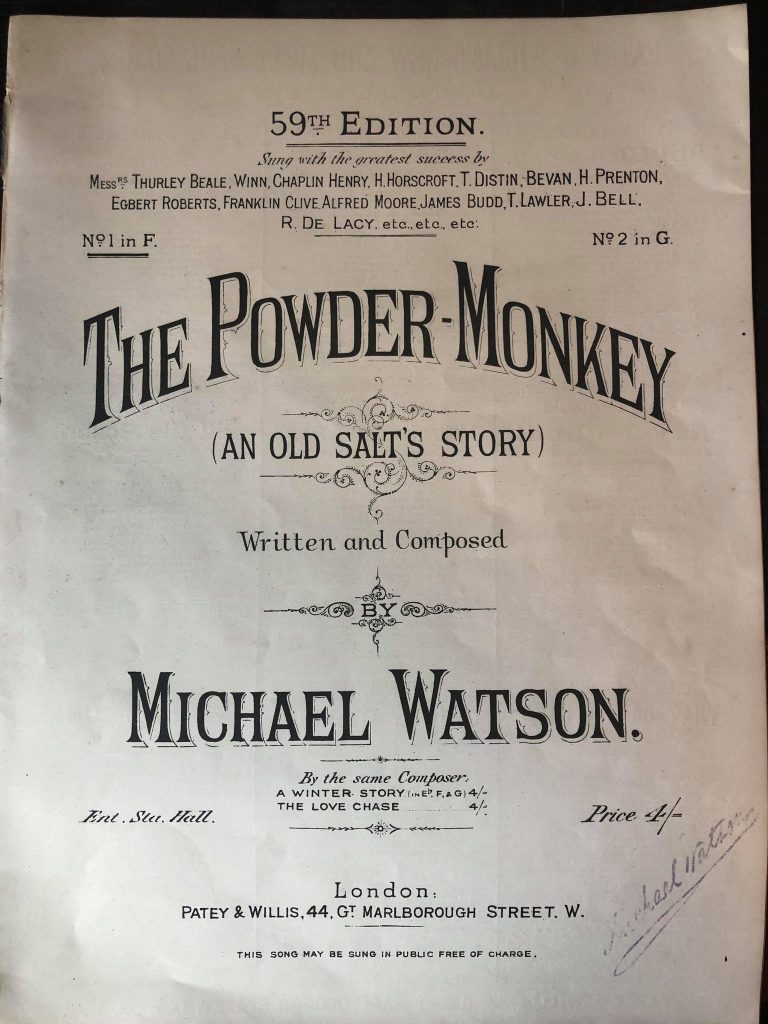 59TH EDITION.
Sung with the greatest success by
MESSRS THURLEY BEALE, WINN, CHAPLIN HENRY, H. HORSCROFT, T. DISTIN, BEVAN, H. PRENTON,
EGBERT ROBERTS, FRANKLIN CLIVE, ALFRED MOORE, JAMES BUDD, T. LAWLER, J. BELL,
R. DE LACY, etc., etc., etc.
No 1 in F. No 2 in G.
THE POWDER-MONKEY
(AN OLD SALT'S STORY)
Written and Composed
BY
MICHAEL WATSON.
By the same Composer:
A WINTER STORY (IN E♭, F, & G) 4/-
THE LOVE CHASE 4/-
Ent. Sta. Hall. Price 4/-
Michael Watson
London:
PATEY & WILLIS, 44, GT MARLBOROUGH STREET. W.
THIS SONG MAY BE SUNG IN PUBLIC FREE OF CHARGE.